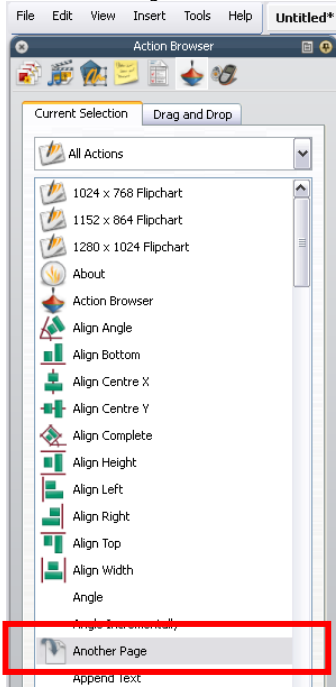 File Edit View Insert Tools Help Untitled*
Action Browser
Current Selection Drag and Drop
All Actions
1024 x 768 Flipchart
1152 x 864 Flipchart
1280 x 1024 Flipchart
About
Action Browser
Align Angle
Align Bottom
Align Centre X
Align Centre Y
Align Complete
Align Height
Align Left
Align Right
Align Top
Align Width
Angle
Angle Incrementally
Another Page
Append Text